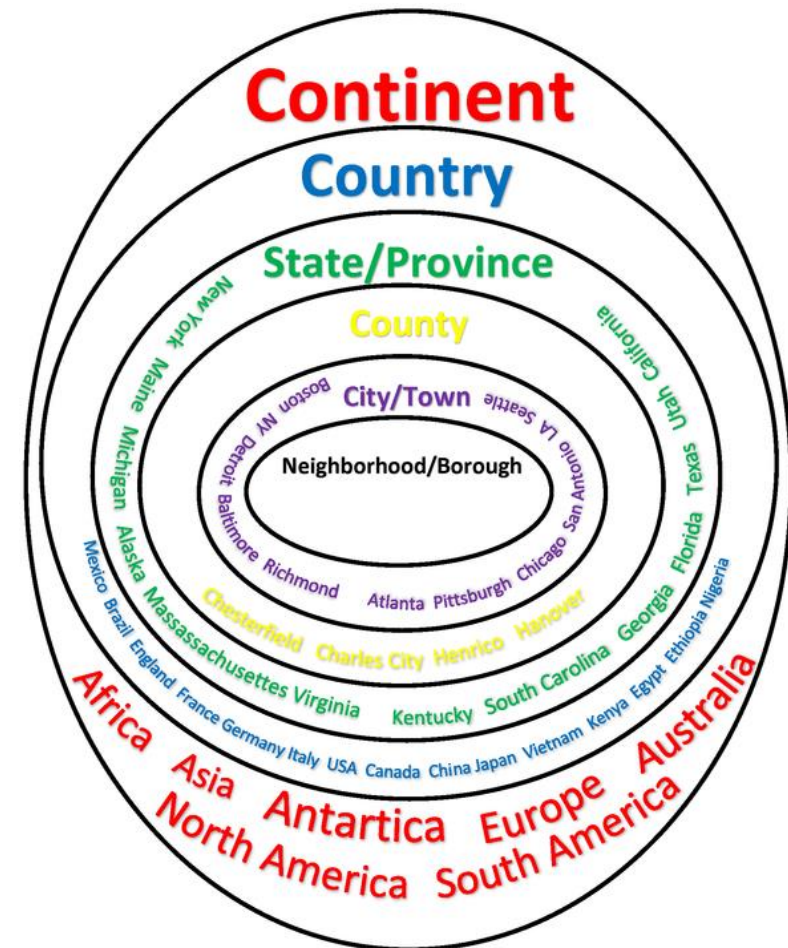 Continent
Country
State/Province
New York Maine Michigan Alaska Massassachusettes Virginia Kentucky South Carolina Georgia Florida Texas Utah California
County
Chesterfield Charles City Henrico Hanover
City/Town
Boston NY Detroit Baltimore Richmond Atlanta Pittsburgh Chicago San Antonio LA Seattle
Neighborhood/Borough
Mexico Brazil England France Germany Italy USA Canada China Japan Vietnam Kenya Egypt Ethiopia Nigeria
Africa Asia Antartica Europe Australia
North America South America